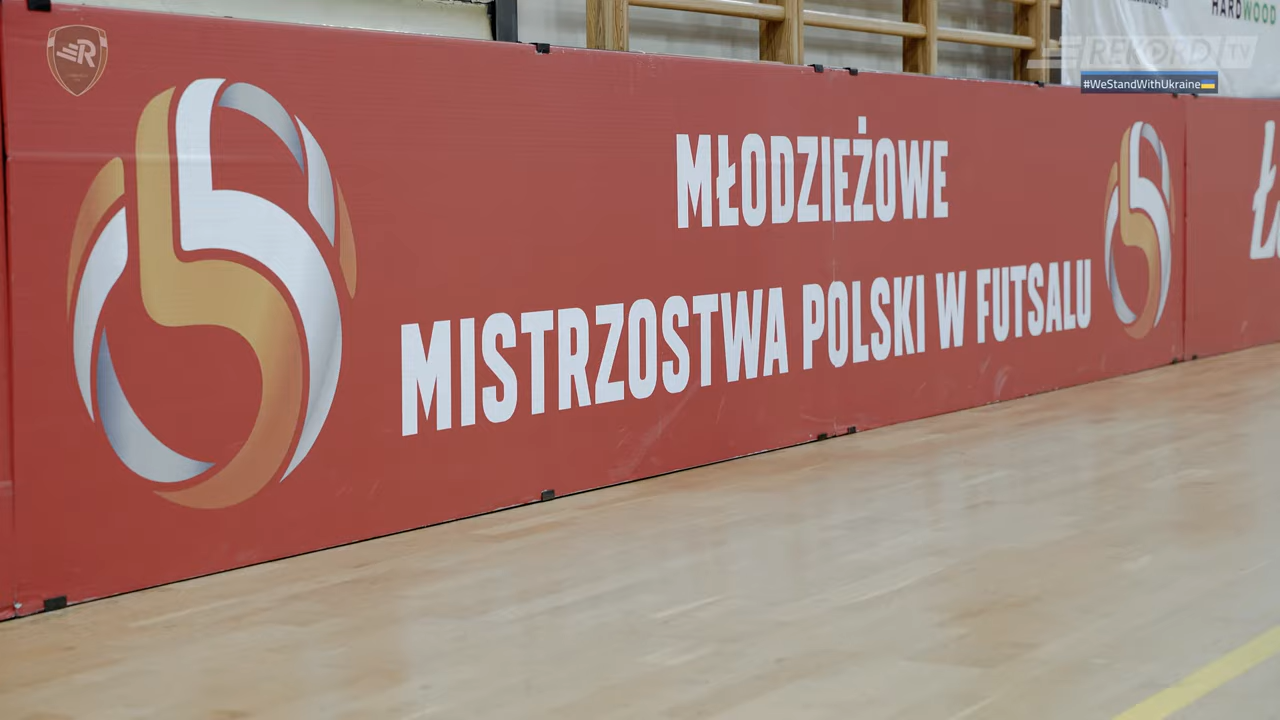 HARDWOOD
REKORD.TV
#WeStandWithUkraine
MŁODZIEŻOWE
MISTRZOSTWA POLSKI W FUTSALU